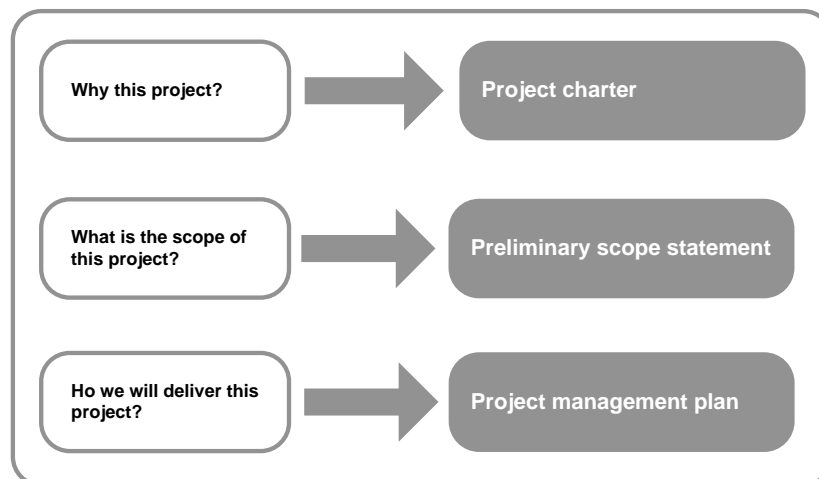 Why this project?
Project charter
What is the scope of
this project?
Preliminary scope statement
Ho we will deliver this
project?
Project management plan